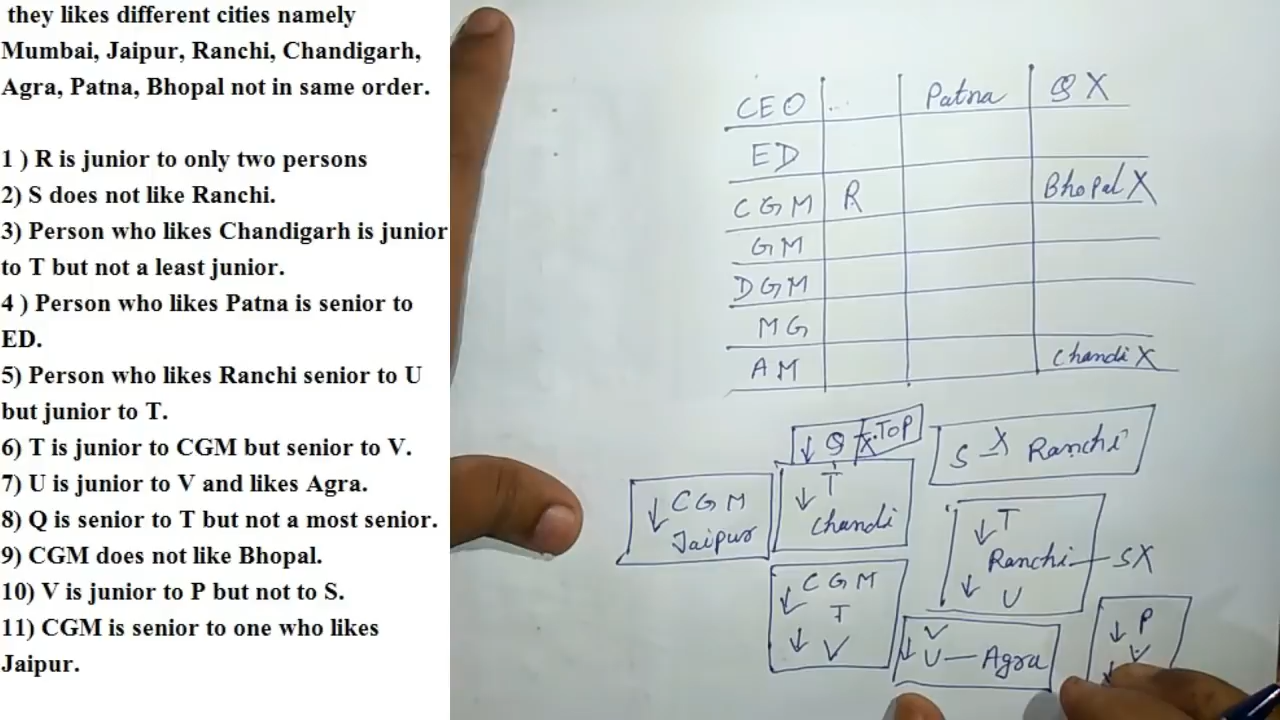 they likes different cities namely
Mumbai, Jaipur, Ranchi, Chandigarh,
Agra, Patna, Bhopal not in same order.
1 ) R is junior to only two persons
2) S does not like Ranchi.
3) Person who likes Chandigarh is junior
to T but not a least junior.
4 ) Person who likes Patna is senior to
ED.
5) Person who likes Ranchi senior to U
but junior to T.
6) T is junior to CGM but senior to V.
7) U is junior to V and likes Agra.
8) Q is senior to T but not a most senior.
9) CGM does not like Bhopal.
10) V is junior to P but not to S.
11) CGM is senior to one who likes
Jaipur.
CEO Patna Q X
ED
CGM R Bhopal X
GM
DGM
MG
AM Chandi X
↓ Q X TOP
T
↓ Chandi
S X Ranchi
↓ CGM
Jaipur
T
↓ Ranchi — S X
↓ U
↓ CGM
T
↓ V
V
↓ U — Agra
P
↓ V
↓